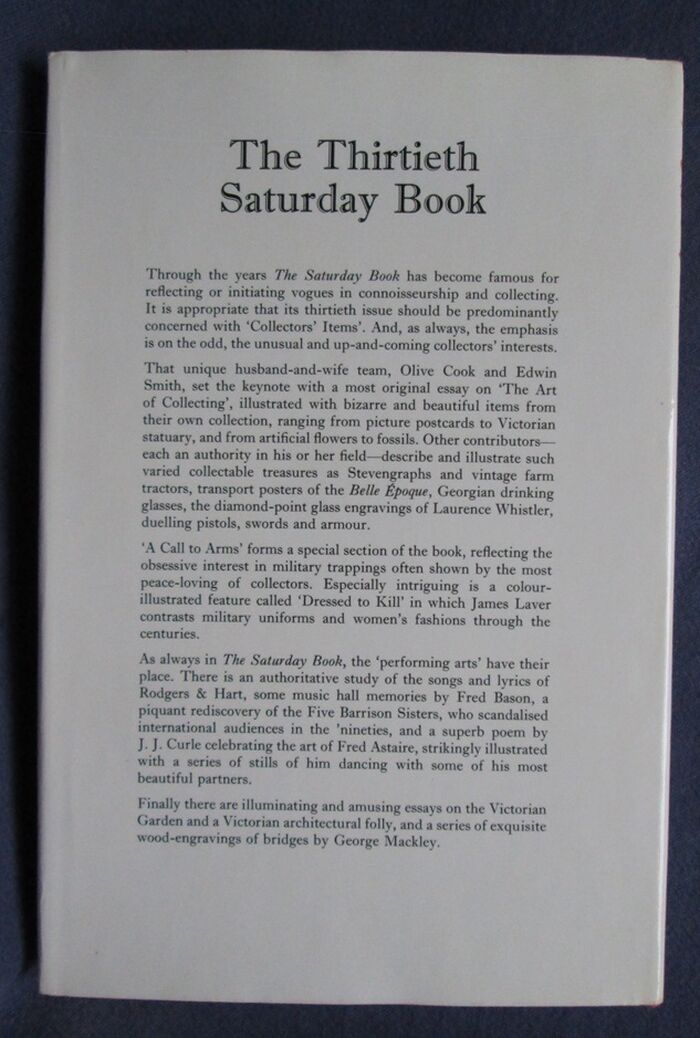 The Thirtieth
Saturday Book
Through the years The Saturday Book has become famous for
reflecting or initiating vogues in connoisseurship and collecting.
It is appropriate that its thirtieth issue should be predominantly
concerned with ‘Collectors’ Items’. And, as always, the emphasis
is on the odd, the unusual and up-and-coming collectors’ interests.
That unique husband-and-wife team, Olive Cook and Edwin
Smith, set the keynote with a most original essay on ‘The Art
of Collecting’, illustrated with bizarre and beautiful items from
their own collection, ranging from picture postcards to Victorian
statuary, and from artificial flowers to fossils. Other contributors—
each an authority in his or her field—describe and illustrate such
varied collectable treasures as Stevengraphs and vintage farm
tractors, transport posters of the Belle Époque, Georgian drinking
glasses, the diamond-point glass engravings of Laurence Whistler,
duelling pistols, swords and armour.
‘A Call to Arms’ forms a special section of the book, reflecting the
obsessive interest in military trappings often shown by the most
peace-loving of collectors. Especially intriguing is a colour-
illustrated feature called ‘Dressed to Kill’ in which James Laver
contrasts military uniforms and women’s fashions through the
centuries.
As always in The Saturday Book, the ‘performing arts’ have their
place. There is an authoritative study of the songs and lyrics of
Rodgers & Hart, some music hall memories by Fred Bason, a
piquant rediscovery of the Five Barrison Sisters, who scandalised
international audiences in the ’nineties, and a superb poem by
J. J. Curle celebrating the art of Fred Astaire, strikingly illustrated
with a series of stills of him dancing with some of his most
beautiful partners.
Finally there are illuminating and amusing essays on the Victorian
Garden and a Victorian architectural folly, and a series of exquisite
wood-engravings of bridges by George Mackley.